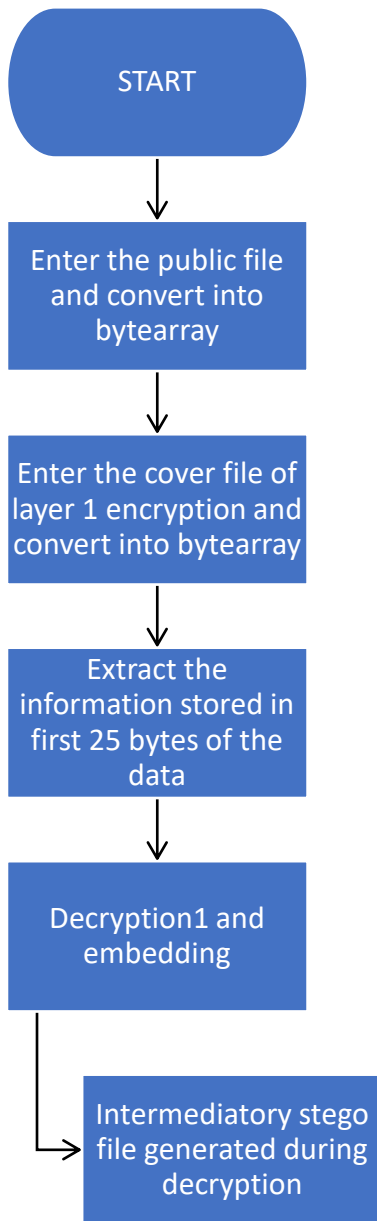 START
Enter the public file
and convert into
bytearray
Enter the cover file of
layer 1 encryption and
convert into bytearray
Extract the
information stored in
first 25 bytes of the
data
Decryption1 and
embedding
Intermediatory stego
file generated during
decryption